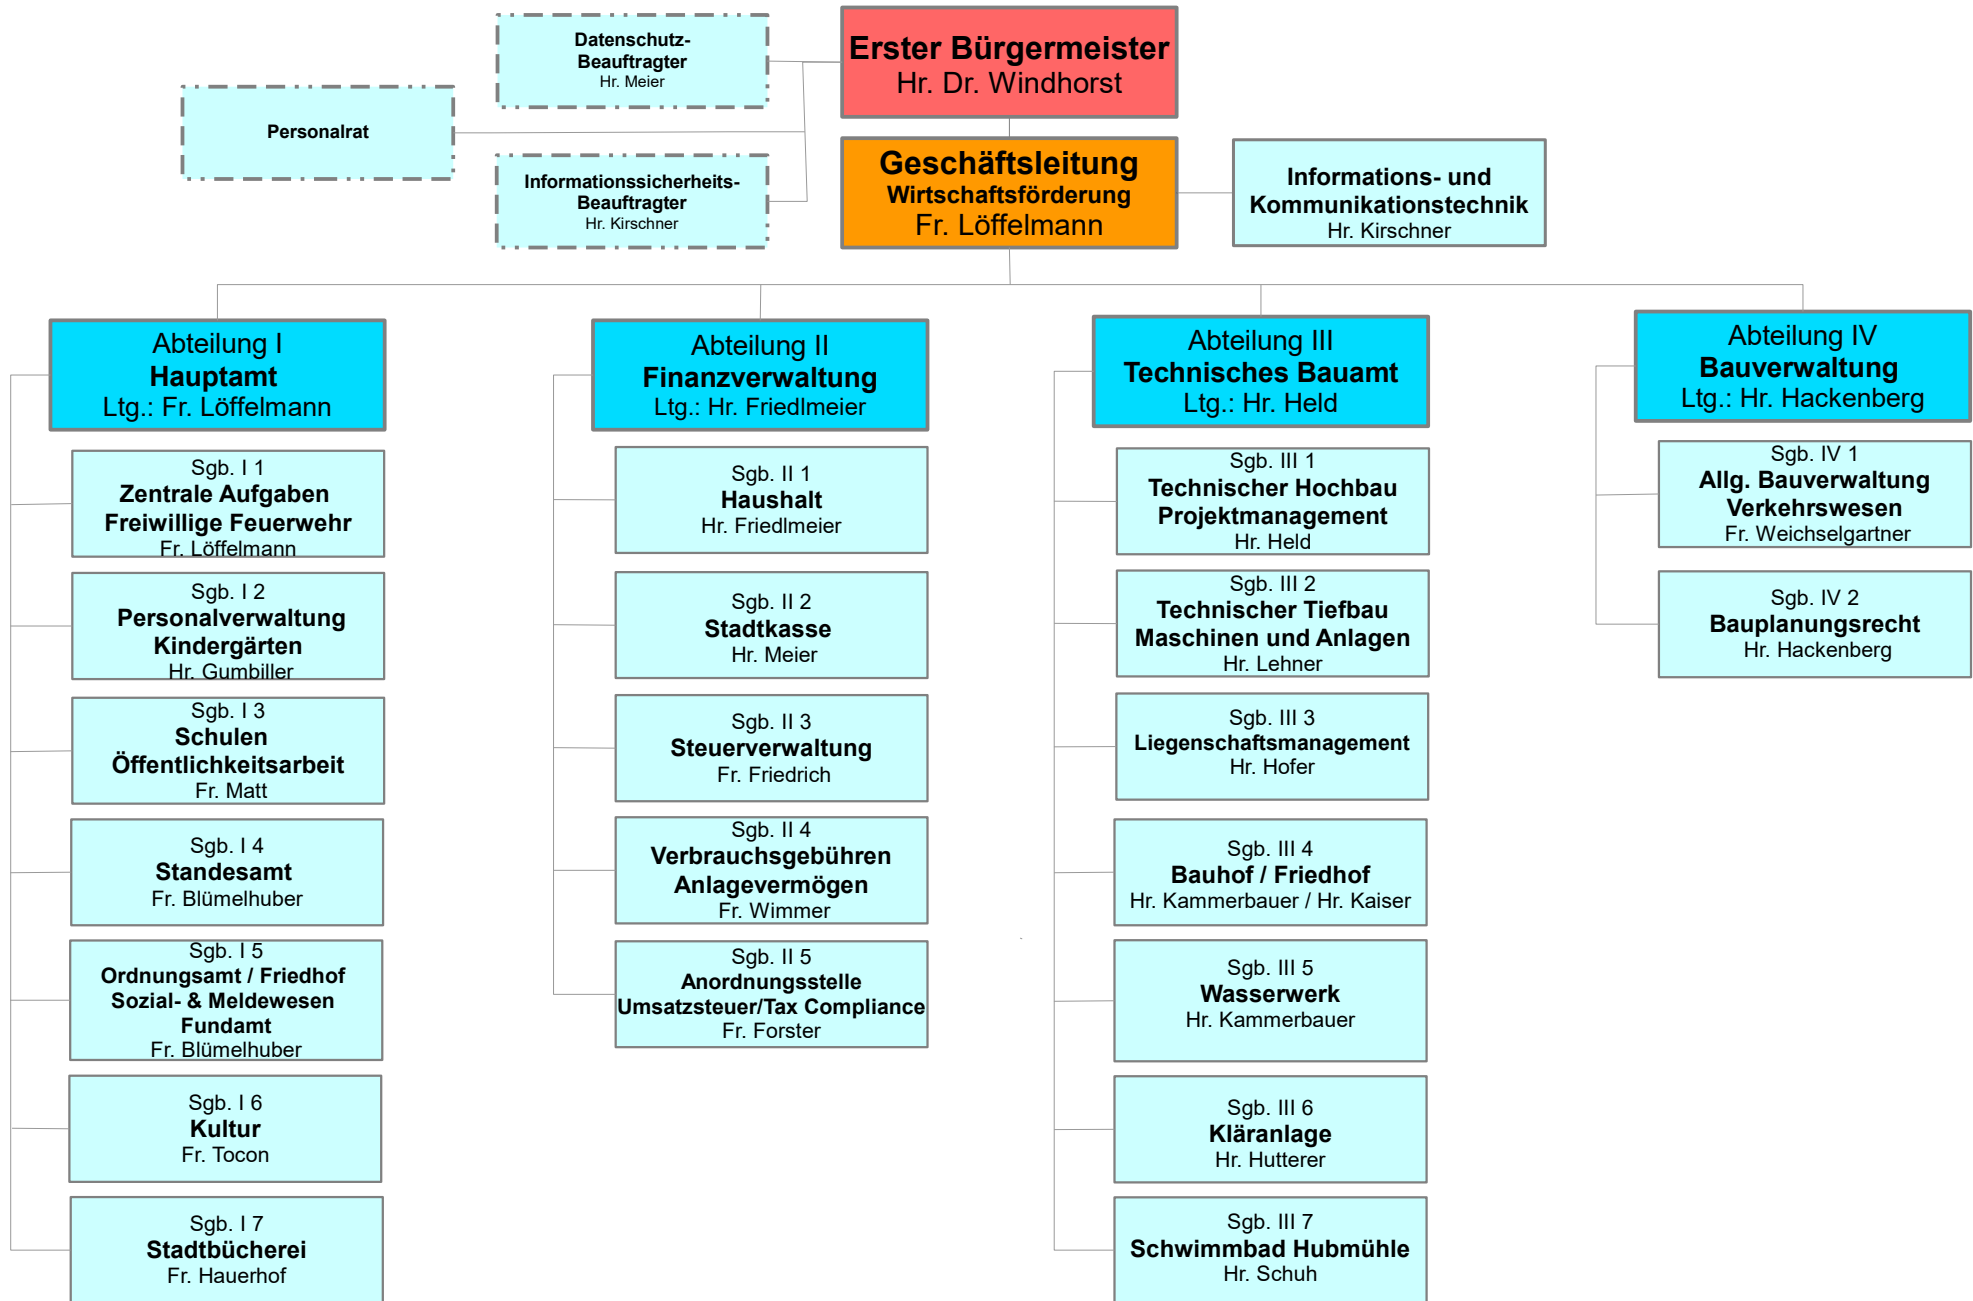 Datenschutz-
Beauftragter
Hr. Meier
Erster Bürgermeister
Hr. Dr. Windhorst
Personalrat
Informationssicherheits-
Beauftragter
Hr. Kirschner
Geschäftsleitung
Wirtschaftsförderung
Fr. Löffelmann
Informations- und
Kommunikationstechnik
Hr. Kirschner
Abteilung I
Hauptamt
Ltg.: Fr. Löffelmann
Sgb. I 1
Zentrale Aufgaben
Freiwillige Feuerwehr
Fr. Löffelmann
Sgb. I 2
Personalverwaltung
Kindergärten
Hr. Gumbiller
Sgb. I 3
Schulen
Öffentlichkeitsarbeit
Fr. Matt
Sgb. I 4
Standesamt
Fr. Blümelhuber
Sgb. I 5
Ordnungsamt / Friedhof
Sozial- & Meldewesen
Fundamt
Fr. Blümelhuber
Sgb. I 6
Kultur
Fr. Tocon
Sgb. I 7
Stadtbücherei
Fr. Hauerhof
Abteilung II
Finanzverwaltung
Ltg.: Hr. Friedlmeier
Sgb. II 1
Haushalt
Hr. Friedlmeier
Sgb. II 2
Stadtkasse
Hr. Meier
Sgb. II 3
Steuerverwaltung
Fr. Friedrich
Sgb. II 4
Verbrauchsgebühren
Anlagevermögen
Fr. Wimmer
Sgb. II 5
Anordnungsstelle
Umsatzsteuer/Tax Compliance
Fr. Forster
Abteilung III
Technisches Bauamt
Ltg.: Hr. Held
Sgb. III 1
Technischer Hochbau
Projektmanagement
Hr. Held
Sgb. III 2
Technischer Tiefbau
Maschinen und Anlagen
Hr. Lehner
Sgb. III 3
Liegenschaftsmanagement
Hr. Hofer
Sgb. III 4
Bauhof / Friedhof
Hr. Kammerbauer / Hr. Kaiser
Sgb. III 5
Wasserwerk
Hr. Kammerbauer
Sgb. III 6
Kläranlage
Hr. Hutterer
Sgb. III 7
Schwimmbad Hubmühle
Hr. Schuh
Abteilung IV
Bauverwaltung
Ltg.: Hr. Hackenberg
Sgb. IV 1
Allg. Bauverwaltung
Verkehrswesen
Fr. Weichselgartner
Sgb. IV 2
Bauplanungsrecht
Hr. Hackenberg